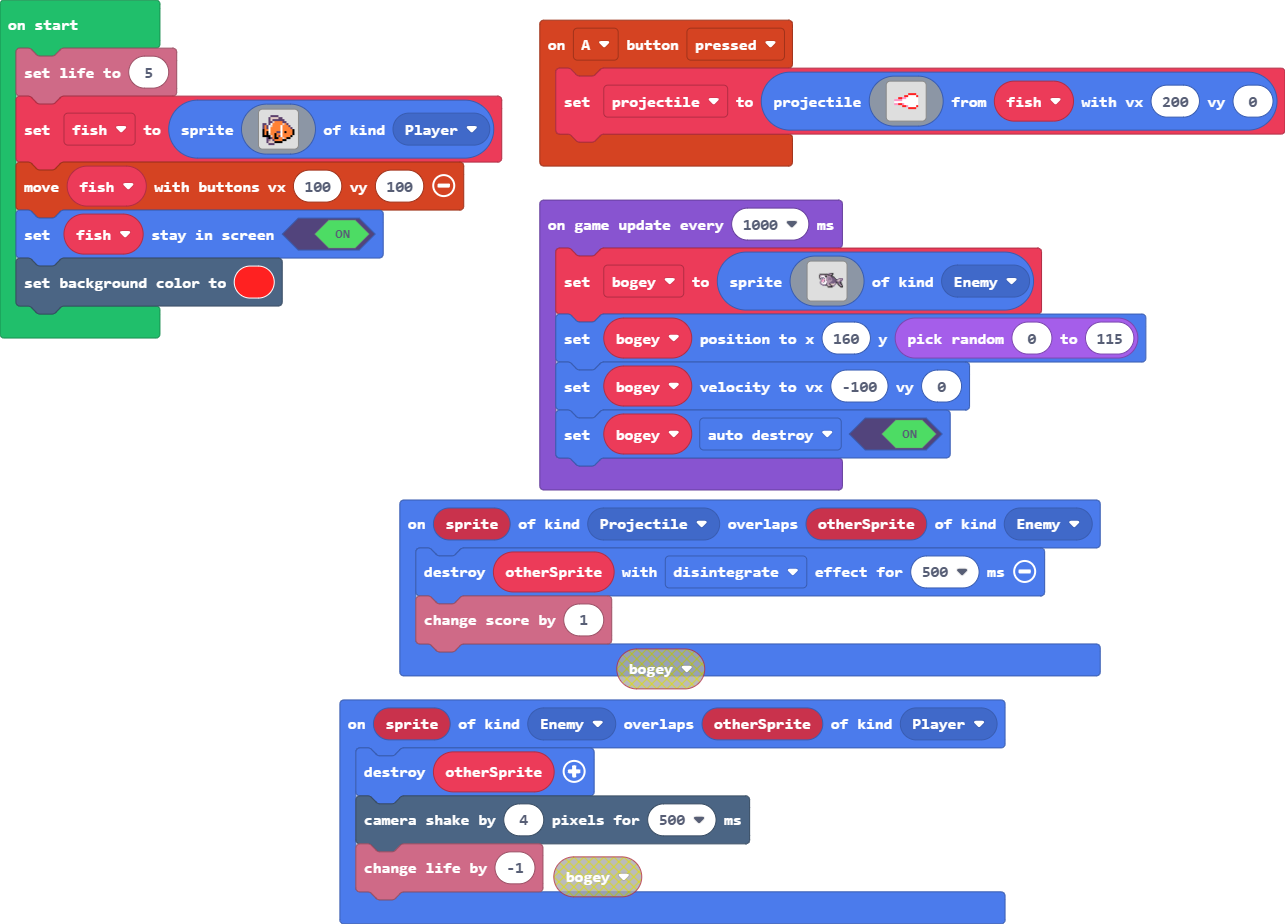 on start
set life to 5
set fish to sprite of kind Player
move fish with buttons vx 100 vy 100
set fish stay in screen ON
set background color to
on A button pressed
set projectile to projectile from fish with vx 200 vy 0
on game update every 1000 ms
set bogey to sprite of kind Enemy
set bogey position to x 160 y pick random 0 to 115
set bogey velocity to vx -100 vy 0
set bogey auto destroy ON
on sprite of kind Projectile overlaps otherSprite of kind Enemy
destroy otherSprite with disintegrate effect for 500 ms
change score by 1
bogey
on sprite of kind Enemy overlaps otherSprite of kind Player
destroy otherSprite
camera shake by 4 pixels for 500 ms
change life by -1
bogey